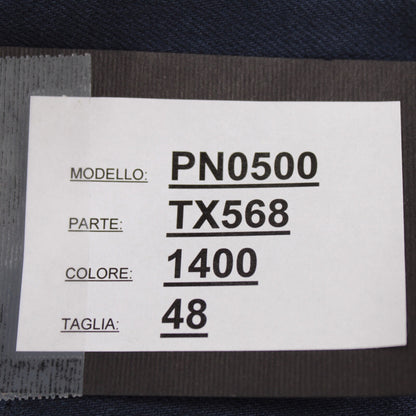 MODELLO: PN0500
PARTE: TX568
COLORE: 1400
TAGLIA: 48